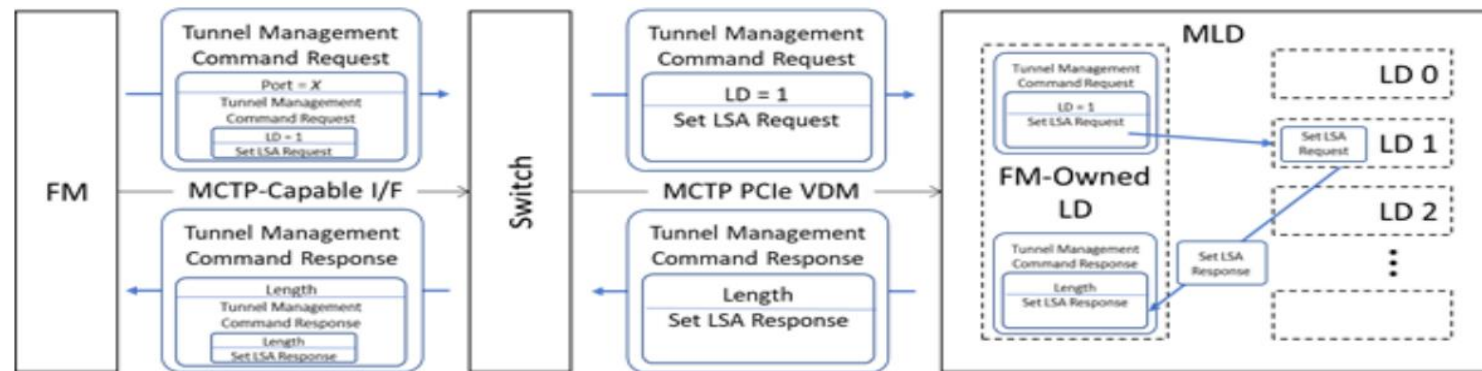 FM
Tunnel Management
Command Request
Port = X
Tunnel Management
Command Request
LD = 1
Set LSA Request
MCTP-Capable I/F
Tunnel Management
Command Response
Length
Tunnel Management
Command Response
Length
Set LSA Response
Switch
Tunnel Management
Command Request
LD = 1
Set LSA Request
MCTP PCIe VDM
Tunnel Management
Command Response
Length
Set LSA Response
MLD
Tunnel Management
Command Request
LD = 1
Set LSA Request
FM-Owned
LD
Tunnel Management
Command Response
Length
Set LSA Response
Set LSA
Request
Set LSA
Response
LD 0
LD 1
LD 2